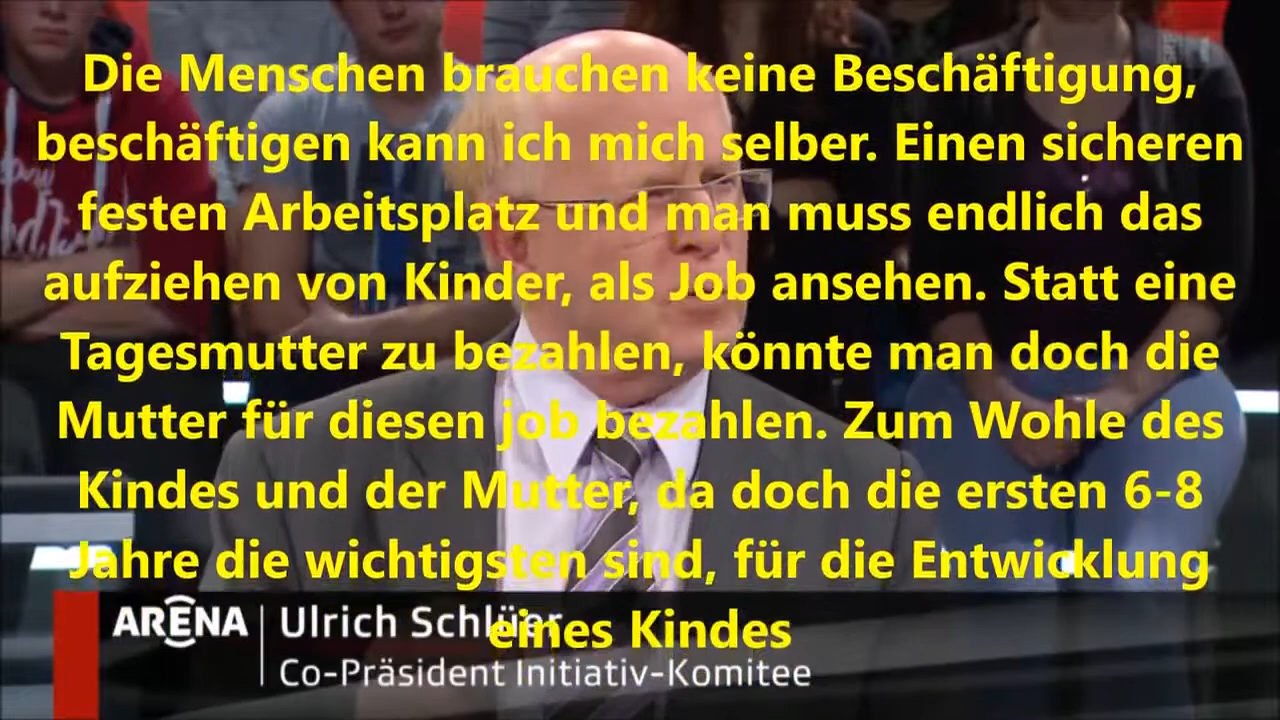 Die Menschen brauchen keine Beschäftigung,
beschäftigen kann ich mich selber. Einen sicheren
festen Arbeitsplatz und man muss endlich das
aufziehen von Kinder, als Job ansehen. Statt eine
Tagesmutter zu bezahlen, könnte man doch die
Mutter für diesen job bezahlen. Zum Wohle des
Kindes und der Mutter, da doch die ersten 6-8
Jahre die wichtigsten sind, für die Entwicklung
eines Kindes
ARENA
Ulrich Schlüer
Co-Präsident Initiativ-Komitee